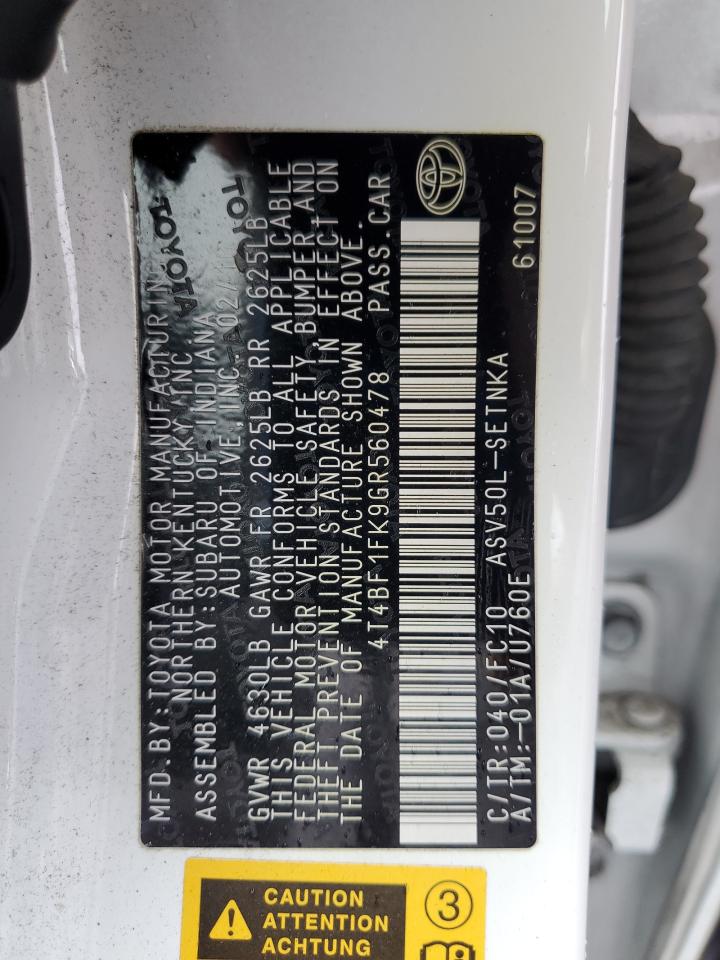 MFD.BY:TOYOTA MOTOR MANUFACTURIN
NORTHERN KENTUCKY INC
ASSEMBLED BY:SUBARU OF INDIANA
AUTOMOTIVE, INC. 02/
GVWR 4630LB GAWR FR 2625LB RR 2625LB
THIS VEHICLE CONFORMS TO ALL APPLICABLE
FEDERAL MOTOR VEHICLE SAFETY, BUMPER, AND
THEFT PREVENTION STANDARDS IN EFFECT ON
THE DATE OF MANUFACTURE SHOWN ABOVE.
4T4BF1FK9GR560478 PASS.CAR
C/TR:040/FC10 ASV50L-SETNKA
A/TM:-01A/U760E 61007
CAUTION
ATTENTION
ACHTUNG
3